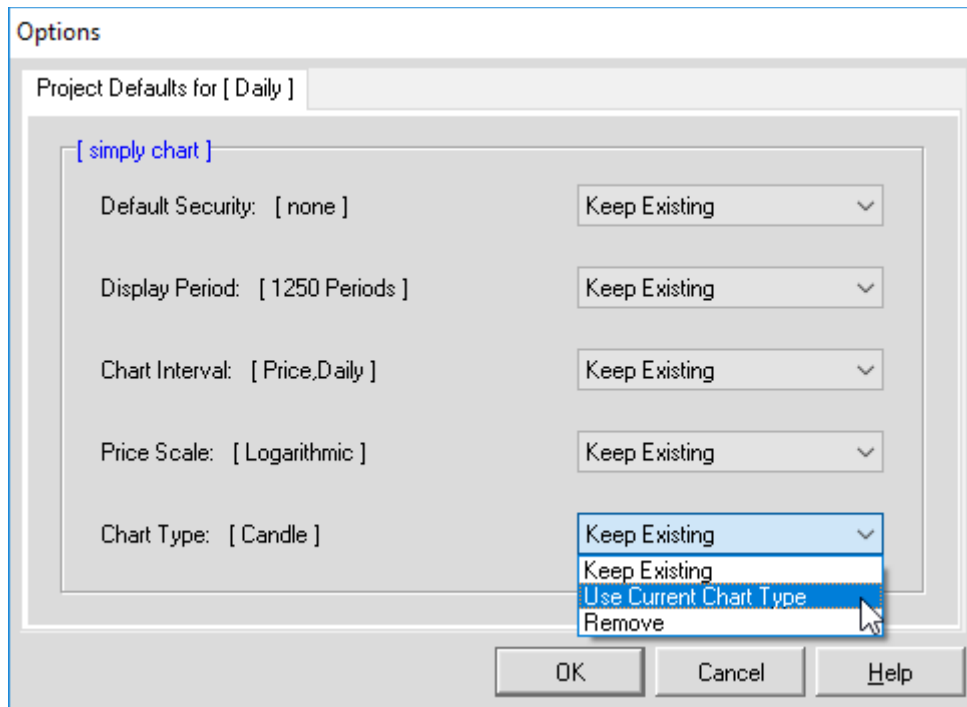 Options
Project Defaults for [ Daily ]
[ simply chart ]
Default Security: [ none ] Keep Existing
Display Period: [ 1250 Periods ] Keep Existing
Chart Interval: [ Price,Daily ] Keep Existing
Price Scale: [ Logarithmic ] Keep Existing
Chart Type: [ Candle ] Keep Existing
Keep Existing
Use Current Chart Type
Remove
OK Cancel Help